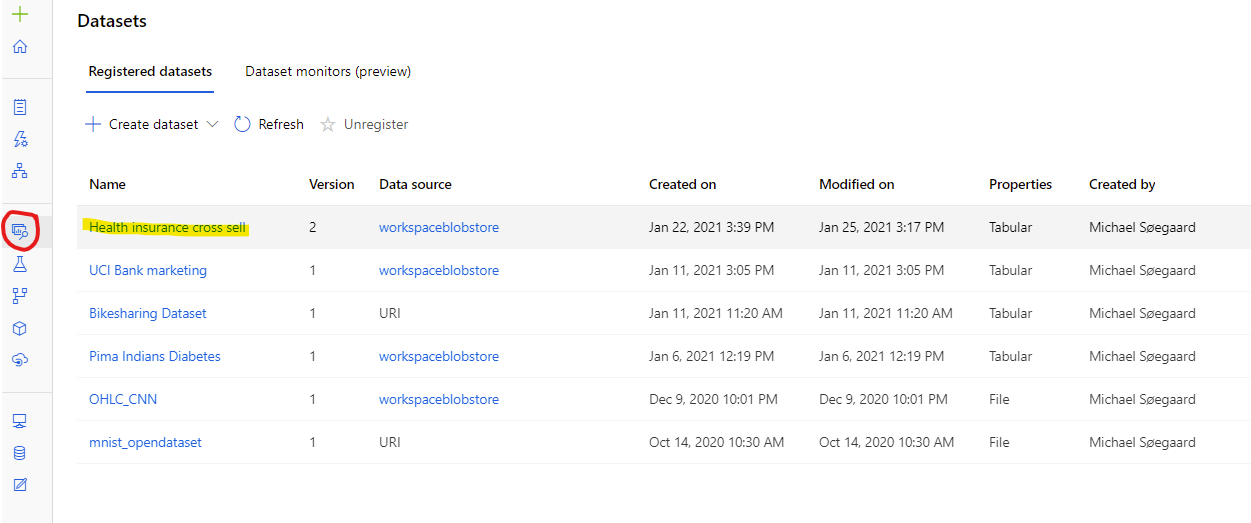 Datasets
Registered datasets Dataset monitors (preview)
Create dataset Refresh Unregister
Name Version Data source Created on Modified on Properties Created by
Health insurance cross sell 2 workspaceblobstore Jan 22, 2021 3:39 PM Jan 25, 2021 3:17 PM Tabular Michael Søegaard
UCI Bank marketing 1 workspaceblobstore Jan 11, 2021 3:05 PM Jan 11, 2021 3:05 PM Tabular Michael Søegaard
Bikesharing Dataset 1 URI Jan 11, 2021 11:20 AM Jan 11, 2021 11:20 AM Tabular Michael Søegaard
Pima Indians Diabetes 1 workspaceblobstore Jan 6, 2021 12:19 PM Jan 6, 2021 12:19 PM Tabular Michael Søegaard
OHLC_CNN 1 workspaceblobstore Dec 9, 2020 10:01 PM Dec 9, 2020 10:01 PM File Michael Søegaard
mnist_opendataset 1 URI Oct 14, 2020 10:30 AM Oct 14, 2020 10:30 AM File Michael Søegaard